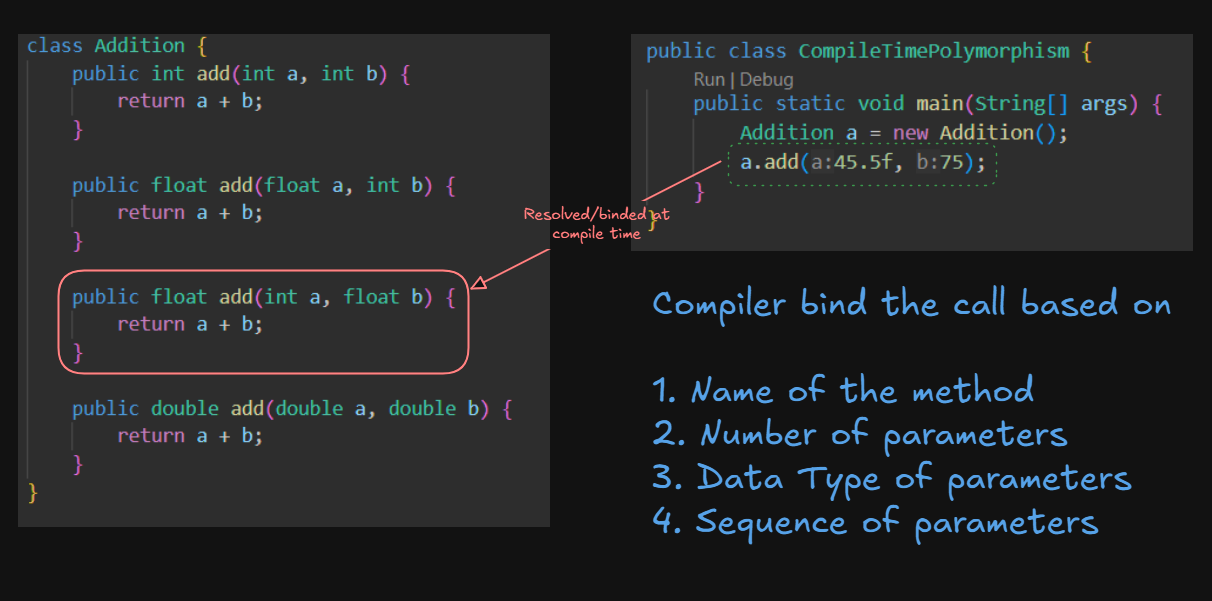 class Addition {
public int add(int a, int b) {
return a + b;
}
public float add(float a, int b) {
return a + b;
}
public float add(int a, float b) {
return a + b;
}
public double add(double a, double b) {
return a + b;
}
}
Resolved/binded at
compile time
public class CompileTimePolymorphism {
Run | Debug
public static void main(String[] args) {
Addition a = new Addition();
a.add(a:45.5f, b:75);
}
}
Compiler bind the call based on
1. Name of the method
2. Number of parameters
3. Data Type of parameters
4. Sequence of parameters